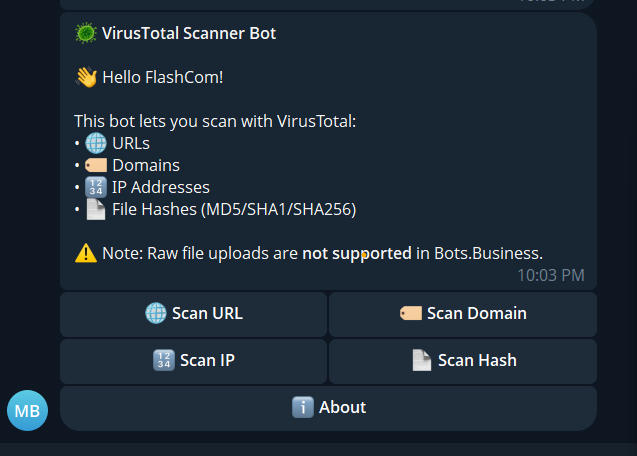 🦠 VirusTotal Scanner Bot
👋 Hello FlashCom!
This bot lets you scan with VirusTotal:
• 🌐 URLs
• 🏷️ Domains
• 🔢 IP Addresses
• 📄 File Hashes (MD5/SHA1/SHA256)
⚠️ Note: Raw file uploads are not supported in Bots.Business.
10:03 PM
🌐 Scan URL
🏷️ Scan Domain
🔢 Scan IP
📄 Scan Hash
MB
ℹ️ About